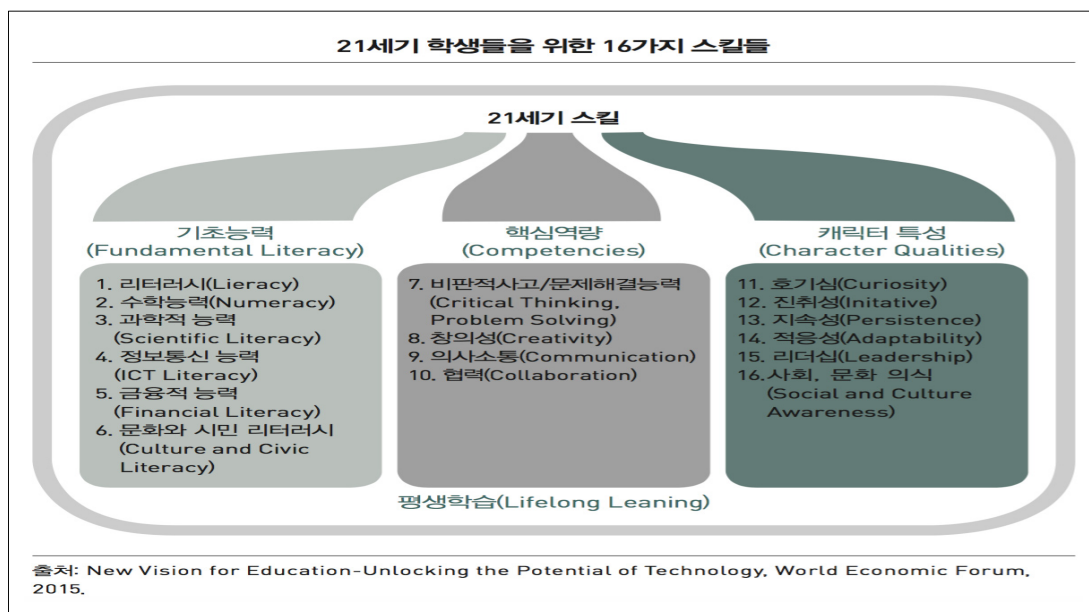 21세기 학생들을 위한 16가지 스킬들
21세기 스킬
기초능력
(Fundamental Literacy)
1. 리터러시(Lieracy)
2. 수학능력(Numeracy)
3. 과학적 능력
(Scientific Literacy)
4. 정보통신 능력
(ICT Literacy)
5. 금융적 능력
(Financial Literacy)
6. 문화와 시민 리터러시
(Culture and Civic
Literacy)
핵심역량
(Competencies)
7. 비판적사고/문제해결능력
(Critical Thinking,
Problem Solving)
8. 창의성(Creativity)
9. 의사소통(Communication)
10. 협력(Collaboration)
캐릭터 특성
(Character Qualities)
11. 호기심(Curiosity)
12. 진취성(Initative)
13. 지속성(Persistence)
14. 적응성(Adaptability)
15. 리더십(Leadership)
16.사회, 문화 의식
(Social and Culture
Awareness)
평생학습(Lifelong Leaning)
출처: New Vision for Education-Unlocking the Potential of Technology, World Economic Forum,
2015.